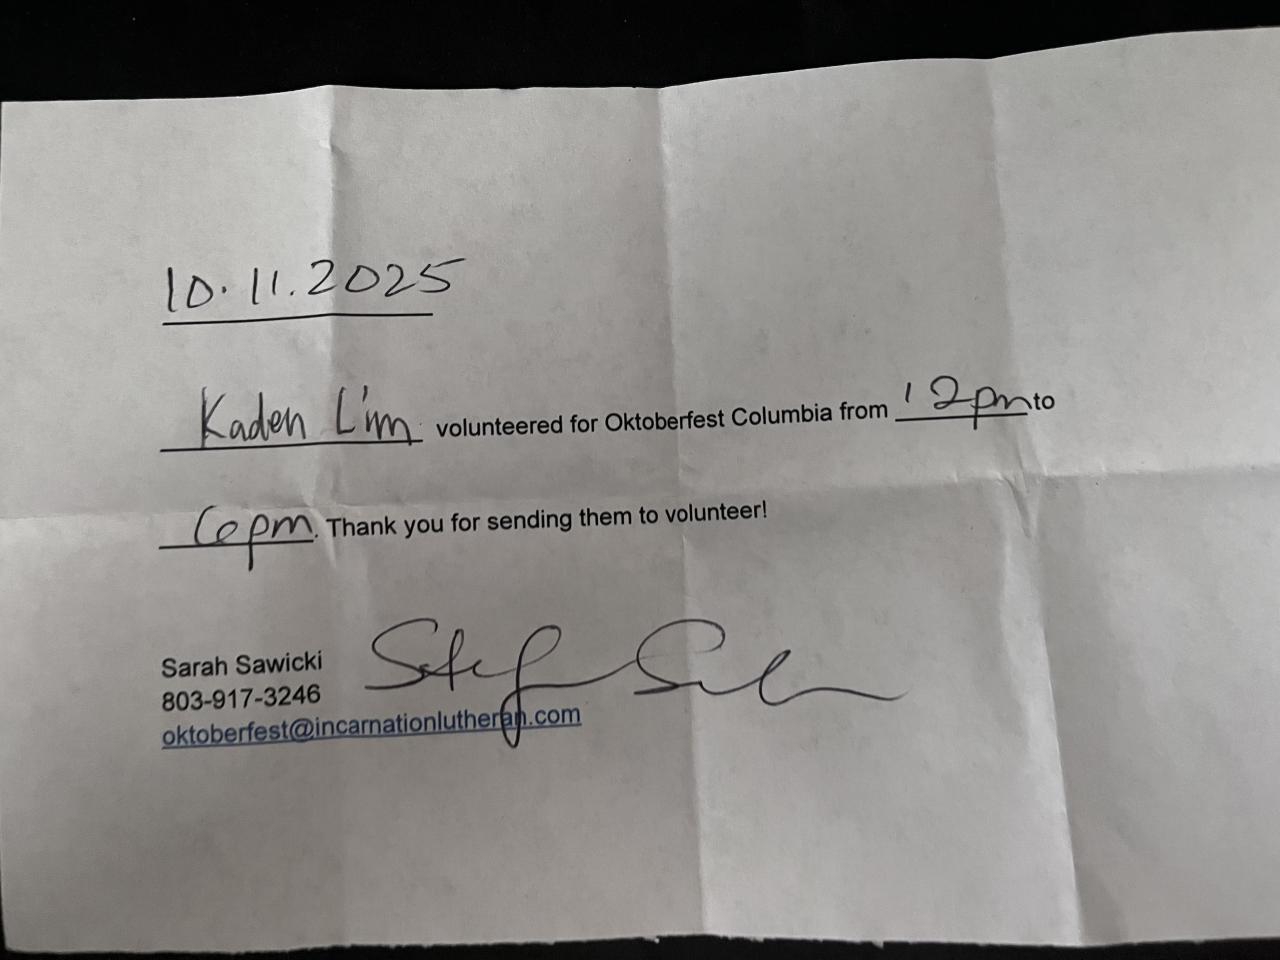 10.11.2025
Kaden Lim volunteered for Oktoberfest Columbia from 12pm to
6pm. Thank you for sending them to volunteer!
Sarah Sawicki
803-917-3246
oktoberfest@incarnationlutheran.com